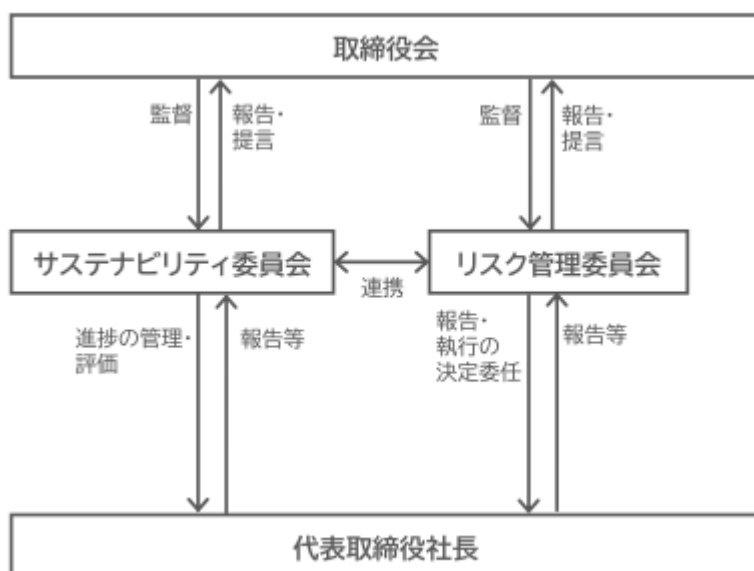 取締役会
監督
報告・
提言
監督
報告・
提言
サステナビリティ委員会
連携
リスク管理委員会
進捗の管理・
評価
報告等
報告・
執行の
決定委任
報告等
代表取締役社長